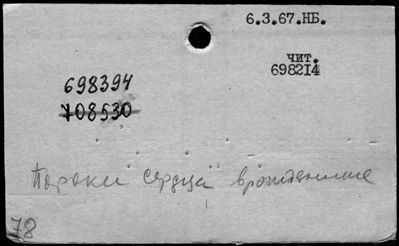 6.3.67.НБ.
чит.
698214
698394
708530
Пороки сердца врожденные
78